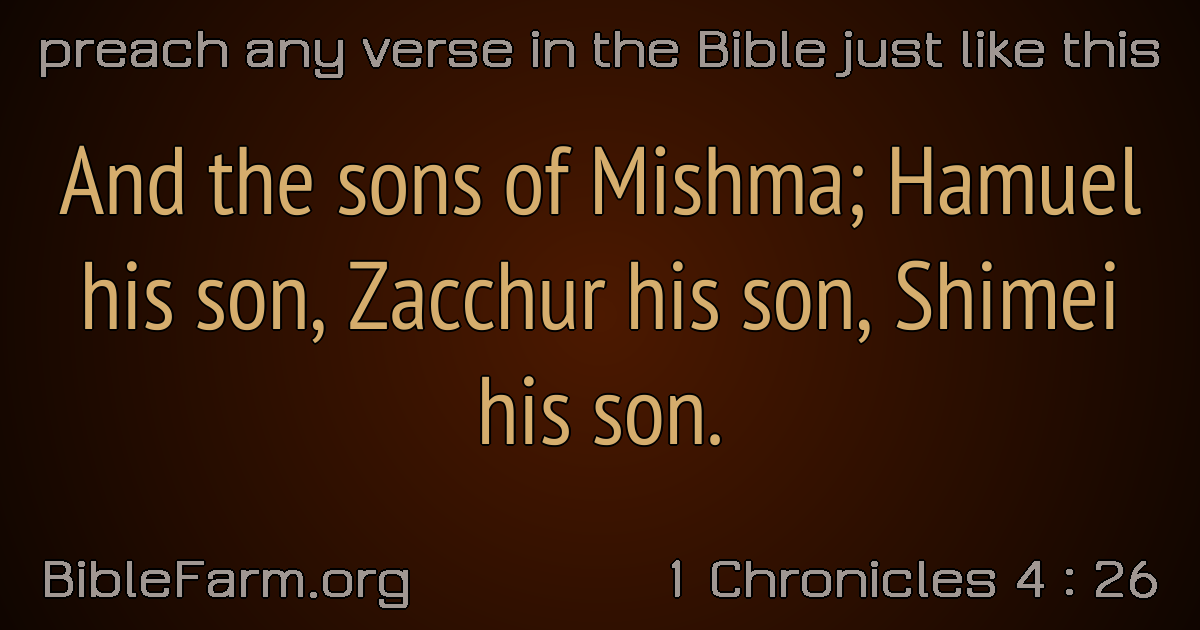 preach any verse in the Bible just like this
And the sons of Mishma; Hamuel
his son, Zacchur his son, Shimei
his son.
BibleFarm.org
1 Chronicles 4 : 26